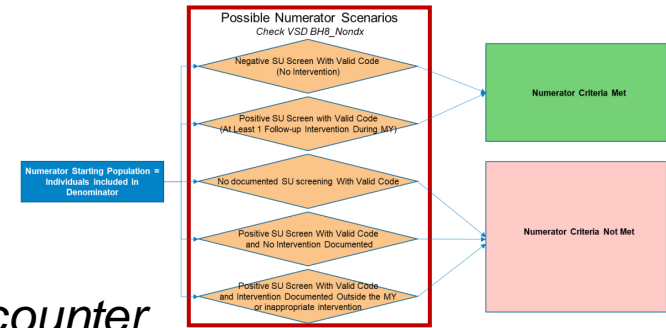 Possible Numerator Scenarios
Check VSD BH8_Nondx
Negative SU Screen With Valid Code
(No Intervention)
Positive SU Screen with Valid Code
(At Least 1 Follow-up Intervention During MY)
Numerator Criteria Met
Numerator Starting Population =
Individuals Included in
Denominator
No documented SU screening With Valid Code
Positive SU Screen With Valid Code
and No Intervention Documented
Numerator Criteria Not Met
Positive SU Screen With Valid Code
and Intervention Documented Outside the MY
or inappropriate intervention
counter